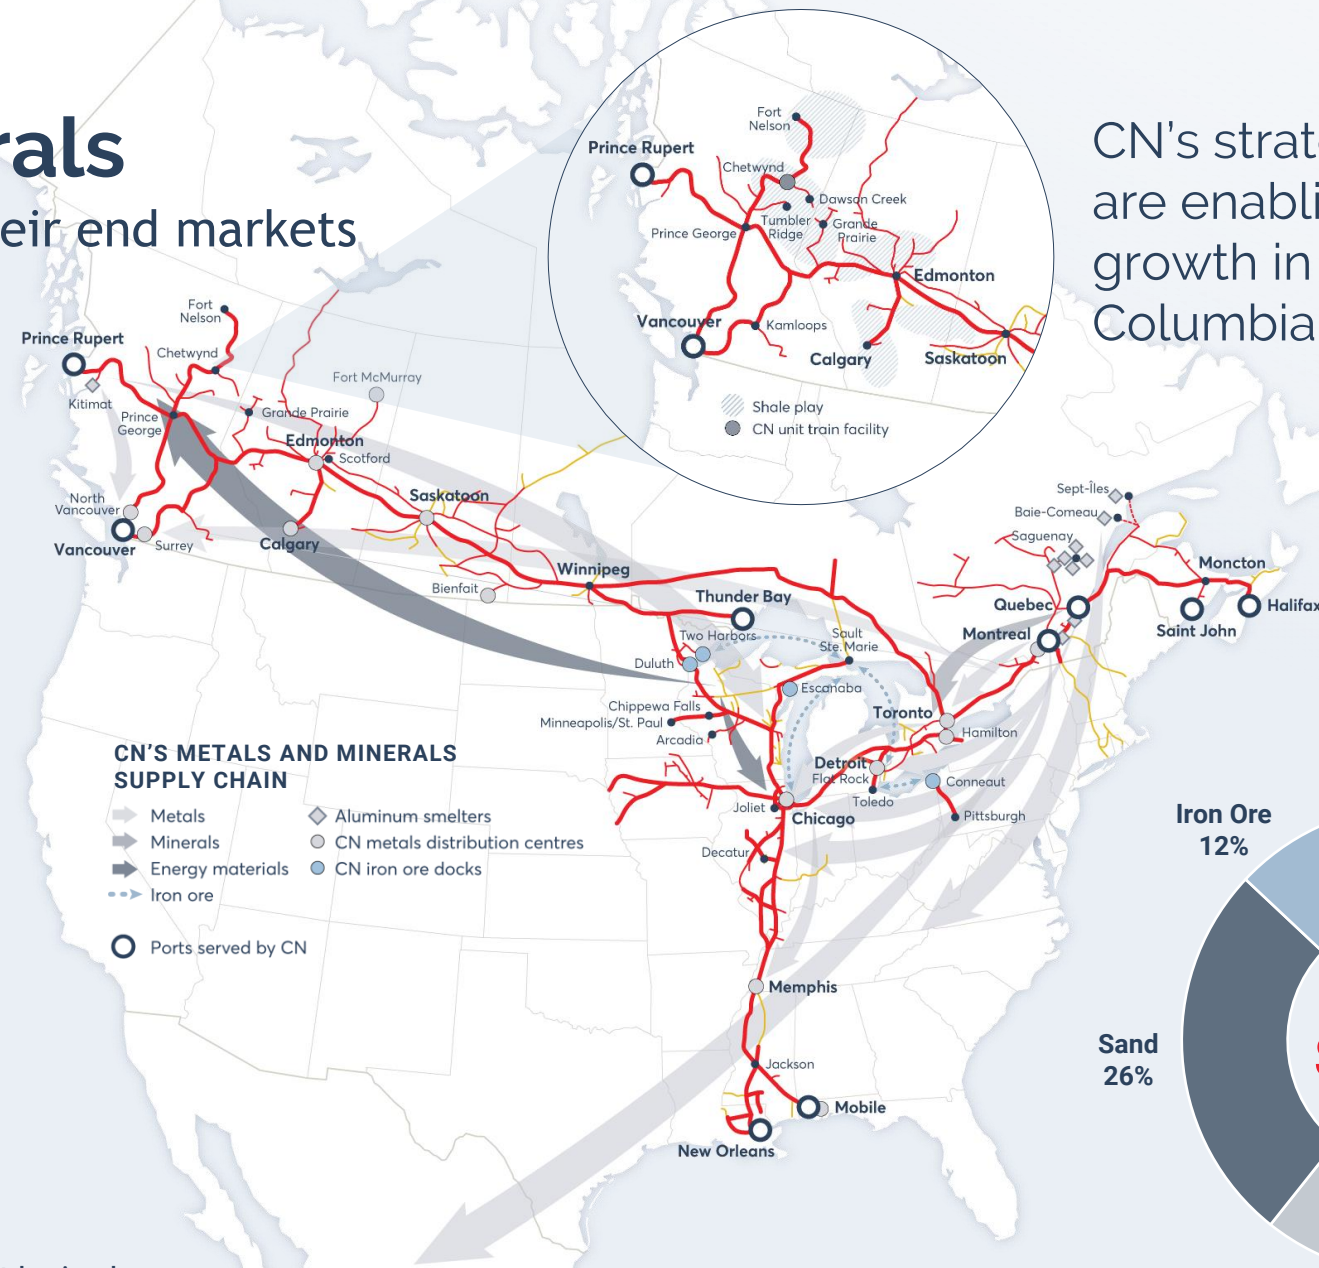 rals
eir end markets
CN's strat
are enabli
growth in
Columbia
Fort
Nelson
Prince Rupert
Chetwynd
Dawson Creek
Tumbler
Ridge
Grande
Prairie
Prince George
Edmonton
Vancouver
Kamloops
Calgary
Saskatoon
Shale play
CN unit train facility
Fort
Nelson
Prince Rupert
Chetwynd
Kitimat
Fort McMurray
Prince
George
Grande Prairie
Edmonton
Scotford
North
Vancouver
Vancouver
Surrey
Calgary
Saskatoon
Bienfait
Winnipeg
Thunder Bay
Two Harbors
Duluth
Sault
Ste. Marie
Escanaba
Chippewa Falls
Minneapolis/St. Paul
Arcadia
Sept-Îles
Baie-Comeau
Saguenay
Moncton
Quebec
Halifax
Montreal
Saint John
Toronto
Hamilton
Detroit
Flat Rock
Toledo
Conneaut
Pittsburgh
Joliet
Chicago
Decatur
Memphis
Jackson
Mobile
New Orleans
CN'S METALS AND MINERALS
SUPPLY CHAIN
Metals
Minerals
Energy materials
Iron ore
Aluminum smelters
CN metals distribution centres
CN iron ore docks
Ports served by CN
Iron Ore
12%
Sand
26%